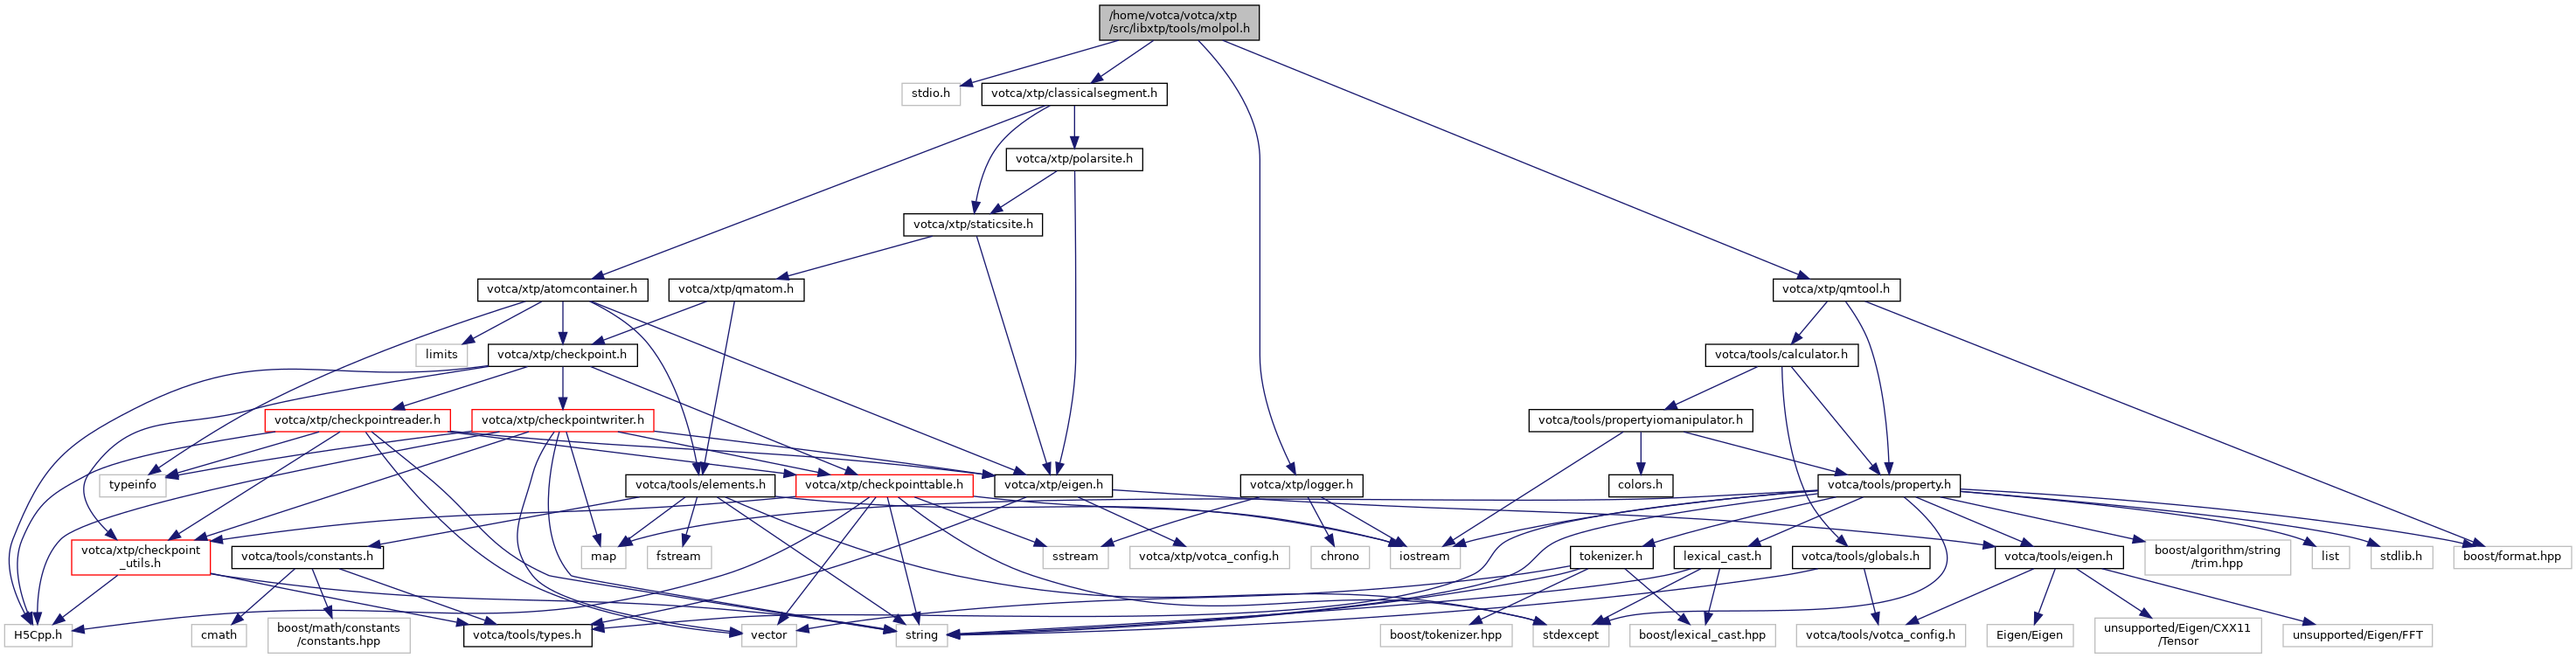 /home/votca/votca/xtp
/src/libxtp/tools/molpol.h
stdio.h
votca/xtp/classicalsegment.h
votca/xtp/polarsite.h
votca/xtp/staticsite.h
votca/xtp/atomcontainer.h
votca/xtp/qmatom.h
votca/xtp/qmtool.h
limits
votca/xtp/checkpoint.h
votca/tools/calculator.h
votca/xtp/checkpointreader.h
votca/xtp/checkpointwriter.h
votca/tools/propertyiomanipulator.h
typeinfo
votca/tools/elements.h
votca/xtp/checkpointtable.h
votca/xtp/eigen.h
votca/xtp/logger.h
colors.h
votca/tools/property.h
votca/xtp/checkpoint
_utils.h
votca/tools/constants.h
map
fstream
sstream
votca/xtp/votca_config.h
chrono
iostream
tokenizer.h
lexical_cast.h
votca/tools/globals.h
votca/tools/eigen.h
boost/algorithm/string
/trim.hpp
list
stdlib.h
boost/format.hpp
H5Cpp.h
cmath
boost/math/constants
/constants.hpp
votca/tools/types.h
vector
string
boost/tokenizer.hpp
stdexcept
boost/lexical_cast.hpp
votca/tools/votca_config.h
Eigen/Eigen
unsupported/Eigen/CXX11
/Tensor
unsupported/Eigen/FFT